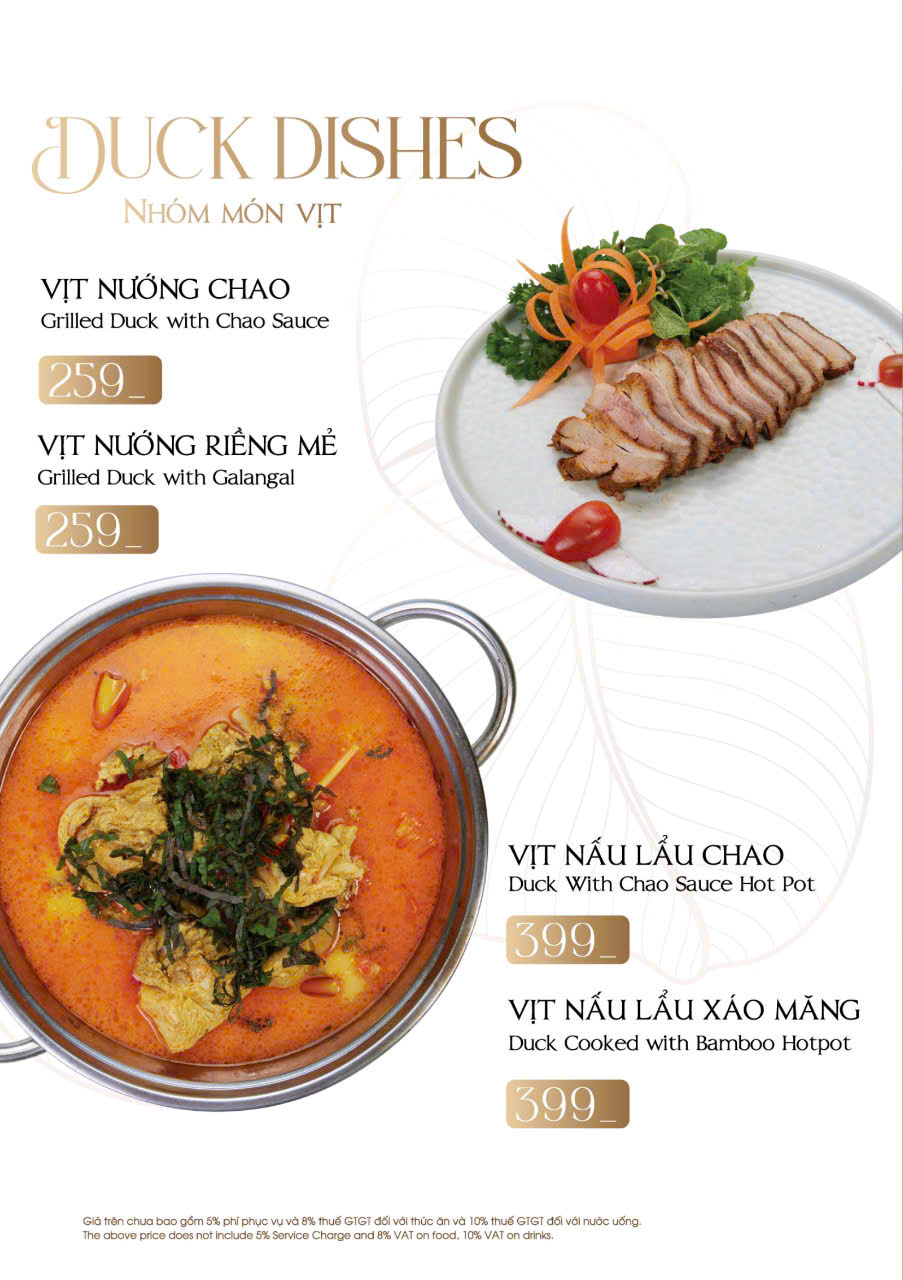 DUCK DISHES
NHÓM MÓN VỊT
VỊT NƯỚNG CHAO
Grilled Duck with Chao Sauce
259_
VỊT NƯỚNG RIỀNG MẺ
Grilled Duck with Galangal
259_
VỊT NẤU LẨU CHAO
Duck With Chao Sauce Hot Pot
399_
VỊT NẤU LẨU XÁO MĂNG
Duck Cooked with Bamboo Hotpot
399_
Giá trên chưa bao gồm 5% phí phục vụ và 8% thuế GTGT đối với thức ăn và 10% thuế GTGT đối với nước uống.
The above price does not include 5% Service Charge and 8% VAT on food, 10% VAT on drinks.